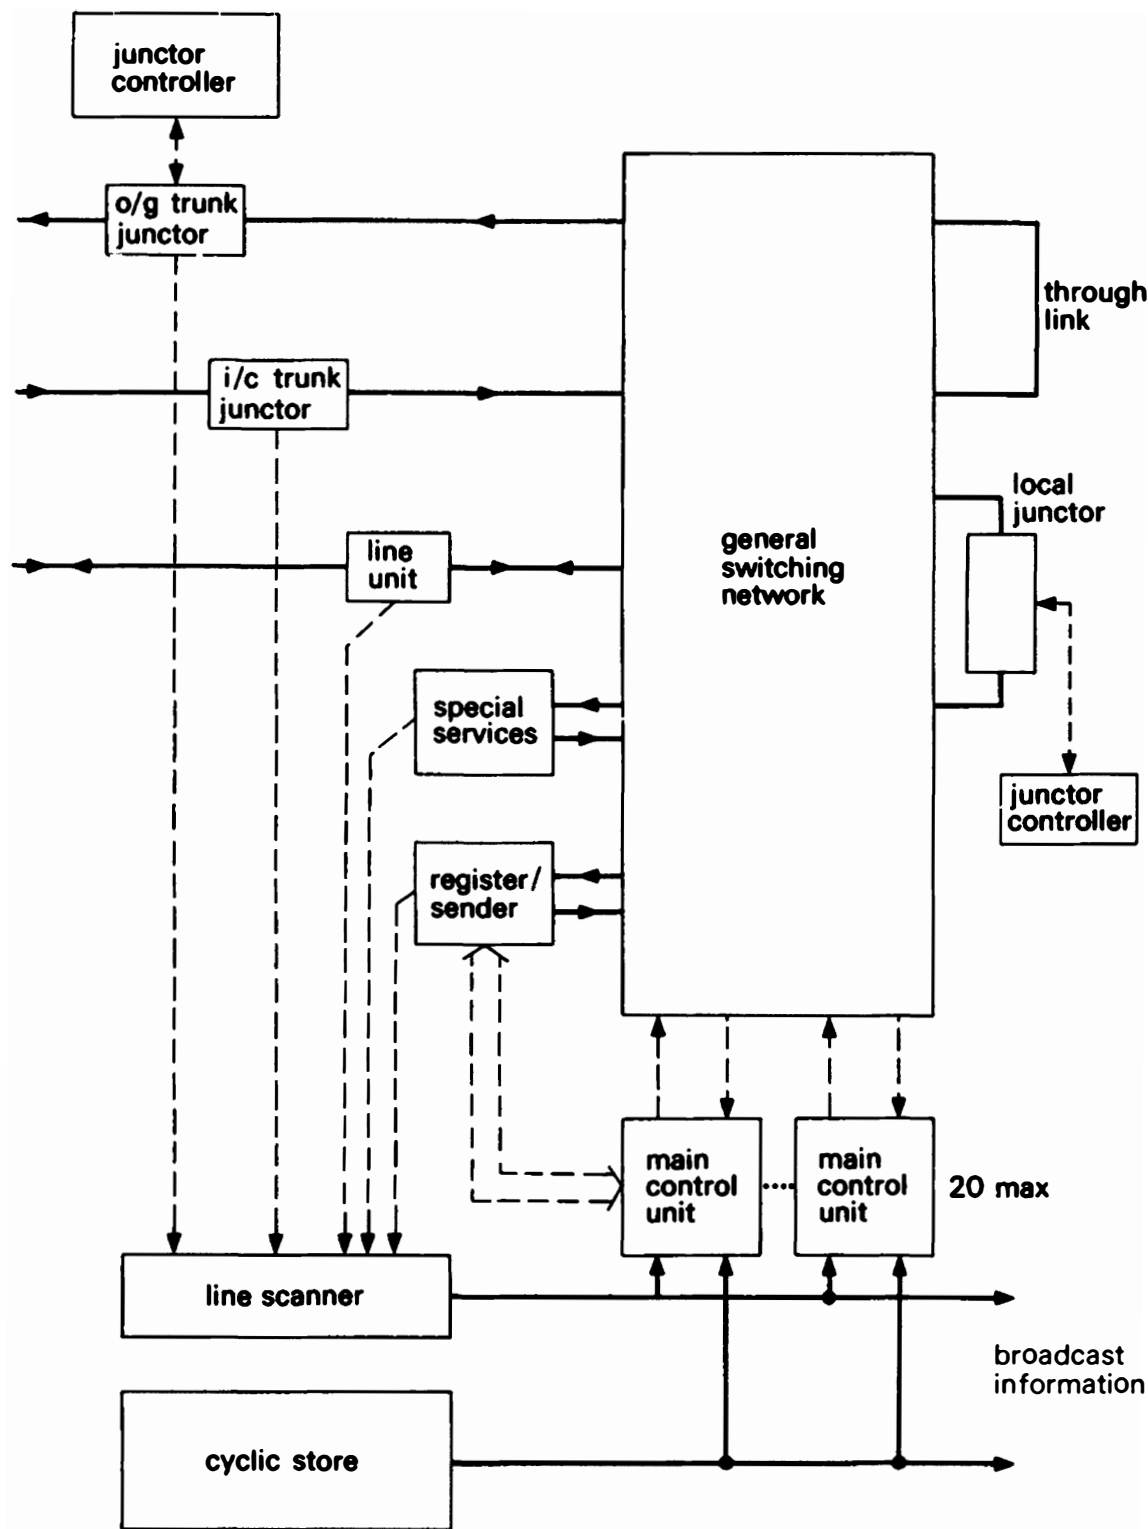 junctor
controller
o/g trunk
junctor
through
link
i/c trunk
junctor
local
junctor
line
unit
general
switching
network
special
services
junctor
controller
register/
sender
main
control
unit
main
control
unit
20 max
line scanner
broadcast
information
cyclic store